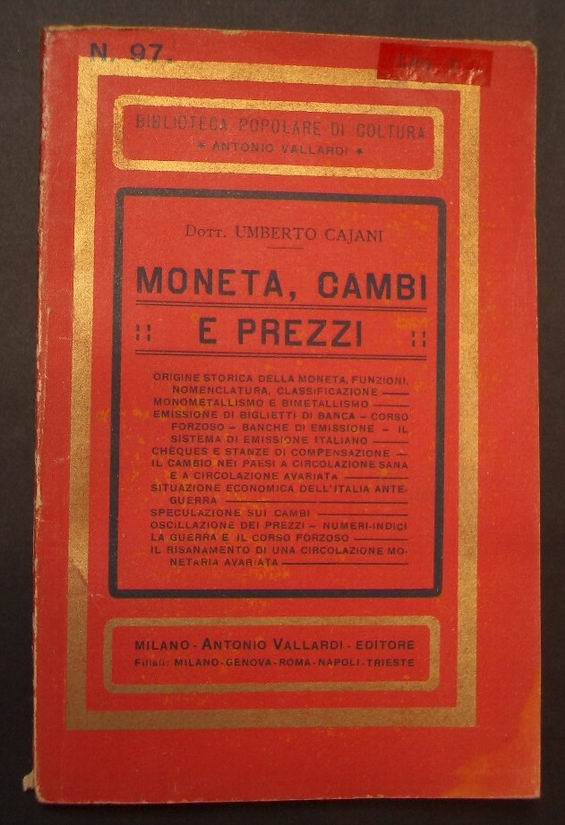 N. 97.
BIBLIOTECA POPOLARE DI COLTURA
* ANTONIO VALLARDI *
DOTT. UMBERTO CAJANI
MONETA, CAMBI
E PREZZI
ORIGINE STORICA DELLA MONETA, FUNZIONI,
NOMENCLATURA, CLASSIFICAZIONE —
MONOMETALLISMO E BIMETALLISMO —
EMISSIONE DI BIGLIETTI DI BANCA – CORSO
FORZOSO – BANCHE DI EMISSIONE – IL
SISTEMA DI EMISSIONE ITALIANO —
CHÈQUES E STANZE DI COMPENSAZIONE —
IL CAMBIO NEI PAESI A CIRCOLAZIONE SANA
E A CIRCOLAZIONE AVARIATA —
SITUAZIONE ECONOMICA DELL'ITALIA ANTE-
GUERRA —
SPECULAZIONE SUI CAMBI —
OSCILLAZIONE DEI PREZZI – NUMERI-INDICI
LA GUERRA E IL CORSO FORZOSO —
IL RISANAMENTO DI UNA CIRCOLAZIONE MO-
NETARIA AVARIATA —
MILANO - ANTONIO VALLARDI - EDITORE
Filiali: MILANO-GENOVA-ROMA-NAPOLI-TRIESTE